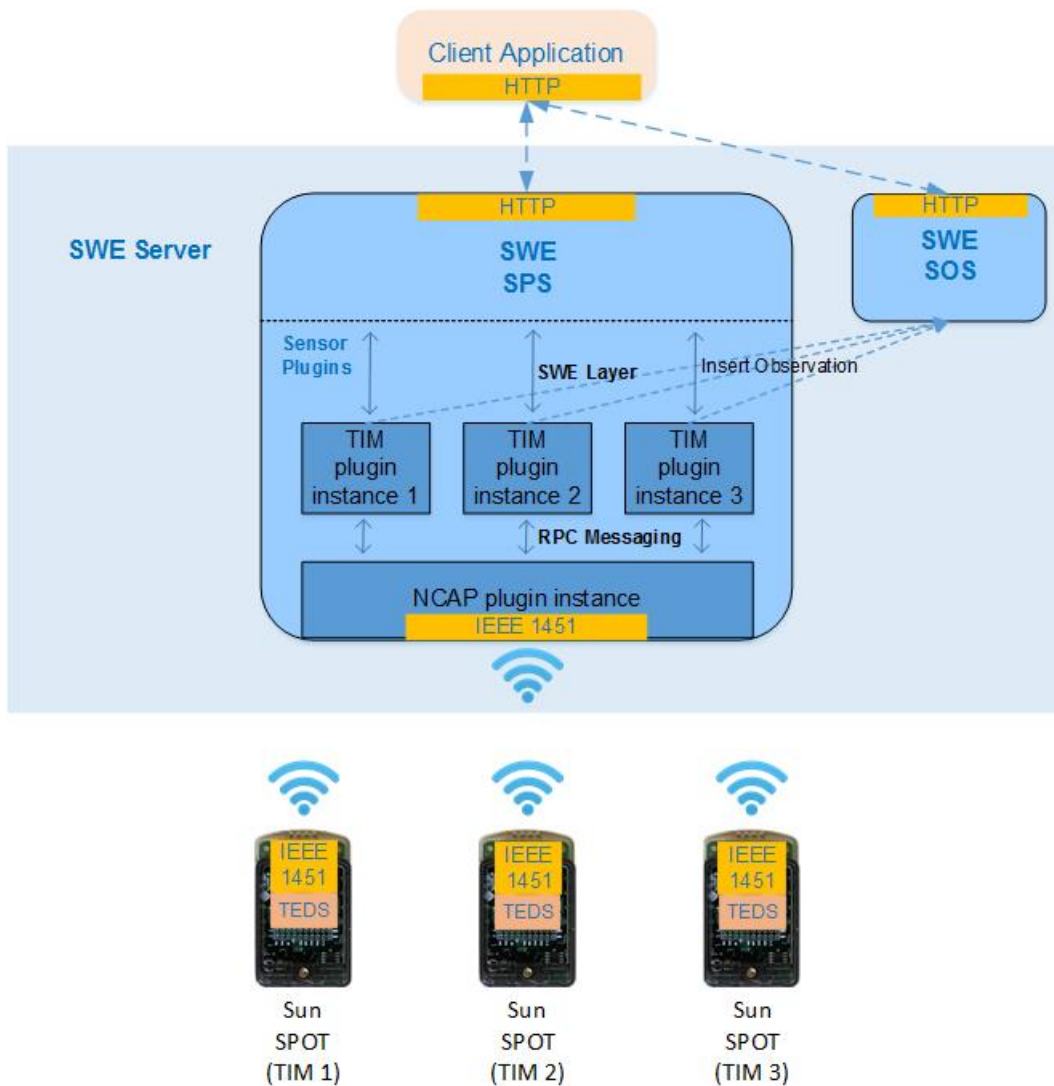 Client Application
HTTP
HTTP
HTTP
SWE Server
SWE
SPS
SWE
SOS
Sensor
Plugins
SWE Layer
Insert Observation
TIM
plugin
instance 1
TIM
plugin
instance 2
TIM
plugin
instance 3
RPC Messaging
NCAP plugin instance
IEEE 1451
IEEE
1451
TEDS
IEEE
1451
TEDS
IEEE
1451
TEDS
Sun
SPOT
(TIM 1)
Sun
SPOT
(TIM 2)
Sun
SPOT
(TIM 3)